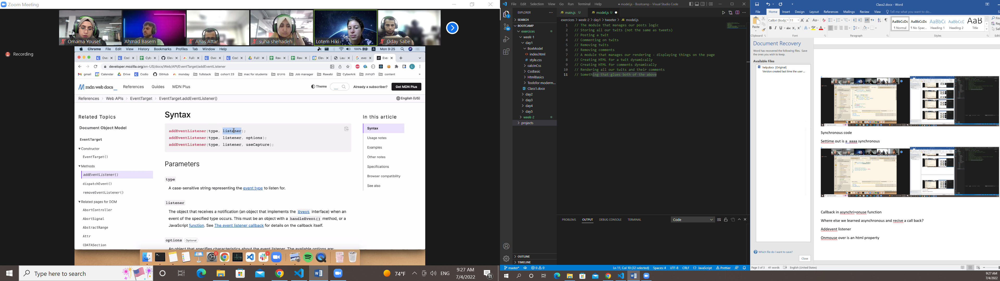 Zoom Meeting
Omama Yousef
Ahmad Basem
Anas Attar
suha shehadeh
Lotem Hiki
Oday Sabe
Recording
Chrome File Edit View History Bookmarks Profiles Tab Window Help
100% Mon 9:25
developer.mozilla.org/en-US/docs/Web/API/EventTarget/addEventListener
gmail Calendar Drive Codio GitHub monday fullstack cohort 23 mac for students מיונים Job manager Rawabi CyberArk לקוחות content
mdn web docs References Guides MDN Plus Theme Already a subscriber? Get MDN Plus
References > Web APIs > EventTarget > EventTarget.addEventListener() English (US)
Related Topics
Document Object Model
EventTarget
Constructor
EventTarget()
Methods
addEventListener()
dispatchEvent()
removeEventListener()
Related pages for DOM
AbortController
AbortSignal
AbstractRange
Attr
CDATASection
Syntax
addEventListener(type, listener);
addEventListener(type, listener, options);
addEventListener(type, listener, useCapture);
Parameters
type
A case-sensitive string representing the event type to listen for.
listener
The object that receives a notification (an object that implements the Event interface) when an
event of the specified type occurs. This must be an object with a handleEvent() method, or a
JavaScript function. See The event listener callback for details on the callback itself.
options Optional
An object that specifies characteristics about the event listener. The available options are:
In this article
Syntax
Usage notes
Examples
Other notes
Specifications
Browser compatibility
See also
Type here to search
74°F ENG 9:27 AM
7/4/2022
11
File Edit Selection View Go Run Terminal Help
● model.js - Bootcamp - Visual Studio Code
EXPLORER
SEARCH
BOOTCAMP
exercices
week-1
day1
BoxModel
index.html
style.css
calcInCss
CssBasic
HtmlBasics
Toolsfor moderm...
Class1.docx
day2
day3
day4
day5
week-2
projects
OUTLINE
TIMELINE
JS main.js U JS model.js U
exercices > week-2 > day1 > tweeter > JS model.js
1 // The module that manages our posts logic
2 // Storing all our twits (not the same as tweets)
3 // Posting a twit
4 // Commenting on twits
5 // Removing twits
6 // Removing comments
7 // A module that manages our rendering - displaying things on the page
8 // Creating HTML for a twit dynamically
9 // Creating HTML for comments dynamically
10 // Rendering all our twits and their comments
11 // Something that glues both of the above
PROBLEMS OUTPUT DEBUG CONSOLE TERMINAL Code
master* 0 0 Ln 11, Col 10 (32 selected) Spaces: 4 UTF-8 CRLF {} JavaScript Prettier
Class2.docx - Word
File Home Insert Design Layout References Mailings Review View Tell me what you want to do...
Paste
Calibri (Body) 11
AaBbCcDc AaBbCcDc AaBbCc AaBbCcE AaB
¶ Normal ¶ No Spac... Heading 1 Heading 2 Title
Clipboard Font Paragraph Styles
Document Recovery
Word has recovered the following files. Save
the ones you wish to keep.
Available Files
help.docx [Original]
Version created last time the user ...
Which file do I want to save?
Close
Synchronous code
Settime out is a aaaa synchronous
Callback in asynchri=onuse function
Where else we learned asynchronous and recive a call back?
Addevent listener
Onmouse over is an html property
Page 3 of 3 41 words English (United States)
9:27 AM
7/4/2022